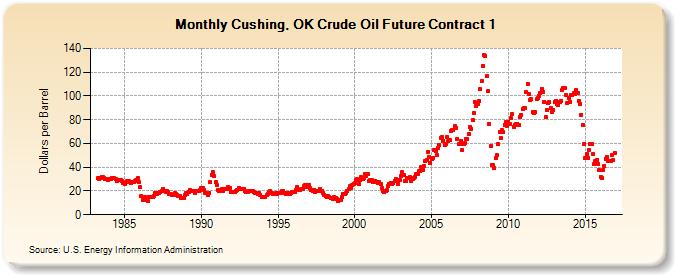 Monthly Cushing, OK Crude Oil Future Contract 1
Dollars per Barrel
140
120
100
80
60
40
20
0
1985 1990 1995 2000 2005 2010 2015
Source: U.S. Energy Information Administration